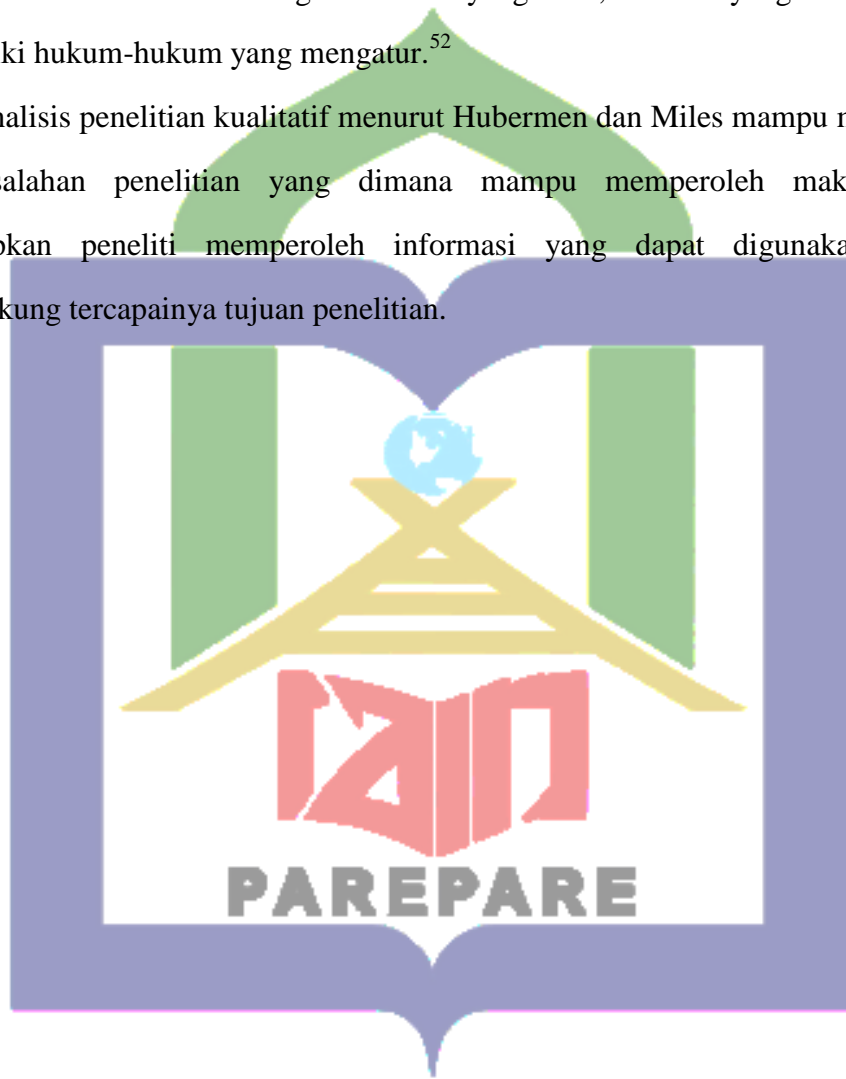 ki hukum-hukum yang mengatur.52
nalisis penelitian kualitatif menurut Hubermen dan Miles mampu
salahan penelitian yang dimana mampu memperoleh mak
pkan peneliti memperoleh informasi yang dapat digunaka
kung tercapainya tujuan penelitian.
iain
PAREPARE